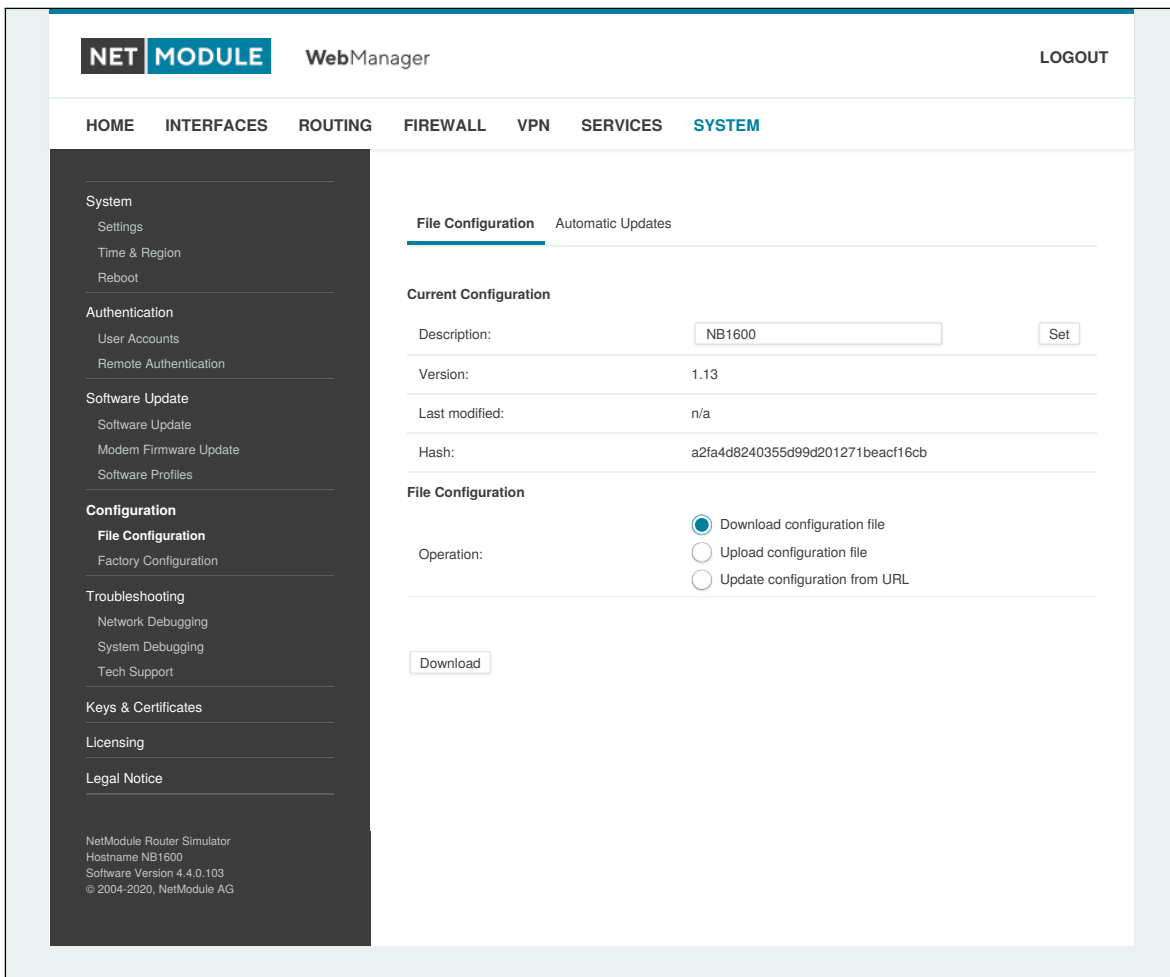 NET MODULE WebManager LOGOUT
HOME INTERFACES ROUTING FIREWALL VPN SERVICES SYSTEM
System
Settings
Time & Region
Reboot
Authentication
User Accounts
Remote Authentication
Software Update
Software Update
Modem Firmware Update
Software Profiles
Configuration
File Configuration
Factory Configuration
Troubleshooting
Network Debugging
System Debugging
Tech Support
Keys & Certificates
Licensing
Legal Notice
NetModule Router Simulator
Hostname NB1600
Software Version 4.4.0.103
© 2004-2020, NetModule AG
File Configuration Automatic Updates
Current Configuration
Description: NB1600 Set
Version: 1.13
Last modified: n/a
Hash: a2fa4d8240355d99d201271beacf16cb
File Configuration
Operation:
Download configuration file
Upload configuration file
Update configuration from URL
Download